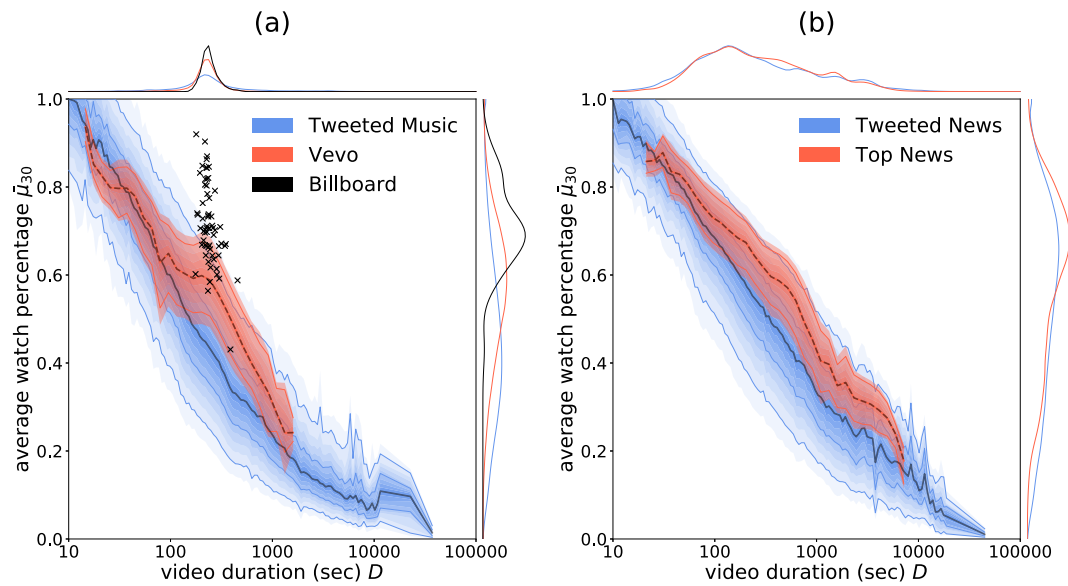 (a)
1.0
0.8
0.6
0.4
0.2
0.0
average watch percentage μ̄₃₀
10
100
1000
10000
100000
video duration (sec) D
Tweeted Music
Vevo
Billboard
(b)
1.0
0.8
0.6
0.4
0.2
0.0
average watch percentage μ̄₃₀
10
100
1000
10000
100000
video duration (sec) D
Tweeted News
Top News